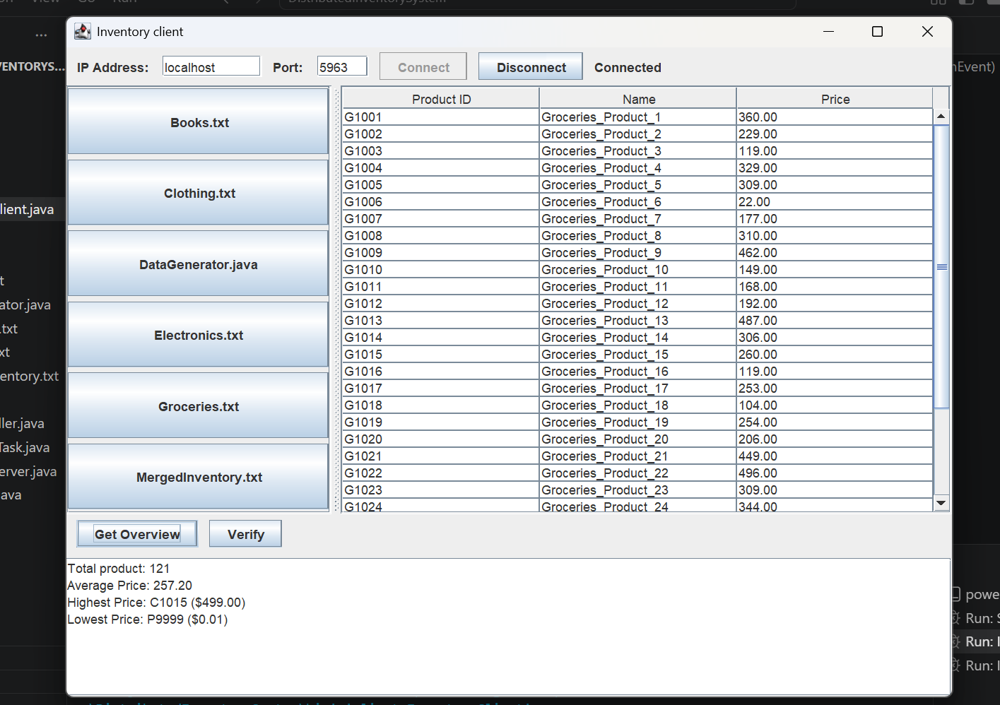 DistributedInventorySystem
Inventory client
IP Address: localhost Port: 5963 Connect Disconnect Connected
Books.txt
Clothing.txt
DataGenerator.java
Electronics.txt
Groceries.txt
MergedInventory.txt
Product ID Name Price
G1001 Groceries_Product_1 360.00
G1002 Groceries_Product_2 229.00
G1003 Groceries_Product_3 119.00
G1004 Groceries_Product_4 329.00
G1005 Groceries_Product_5 309.00
G1006 Groceries_Product_6 22.00
G1007 Groceries_Product_7 177.00
G1008 Groceries_Product_8 310.00
G1009 Groceries_Product_9 462.00
G1010 Groceries_Product_10 149.00
G1011 Groceries_Product_11 168.00
G1012 Groceries_Product_12 192.00
G1013 Groceries_Product_13 487.00
G1014 Groceries_Product_14 306.00
G1015 Groceries_Product_15 260.00
G1016 Groceries_Product_16 119.00
G1017 Groceries_Product_17 253.00
G1018 Groceries_Product_18 104.00
G1019 Groceries_Product_19 254.00
G1020 Groceries_Product_20 206.00
G1021 Groceries_Product_21 449.00
G1022 Groceries_Product_22 496.00
G1023 Groceries_Product_23 309.00
G1024 Groceries_Product_24 344.00
Get Overview Verify
Total product: 121
Average Price: 257.20
Highest Price: C1015 ($499.00)
Lowest Price: P9999 ($0.01)
ENTORYS...
lient.java
t
ator.java
.txt
xt
entory.txt
ller.java
Task.java
erver.java
ava
nEvent)
powe
Run: S
Run: I
Run: I